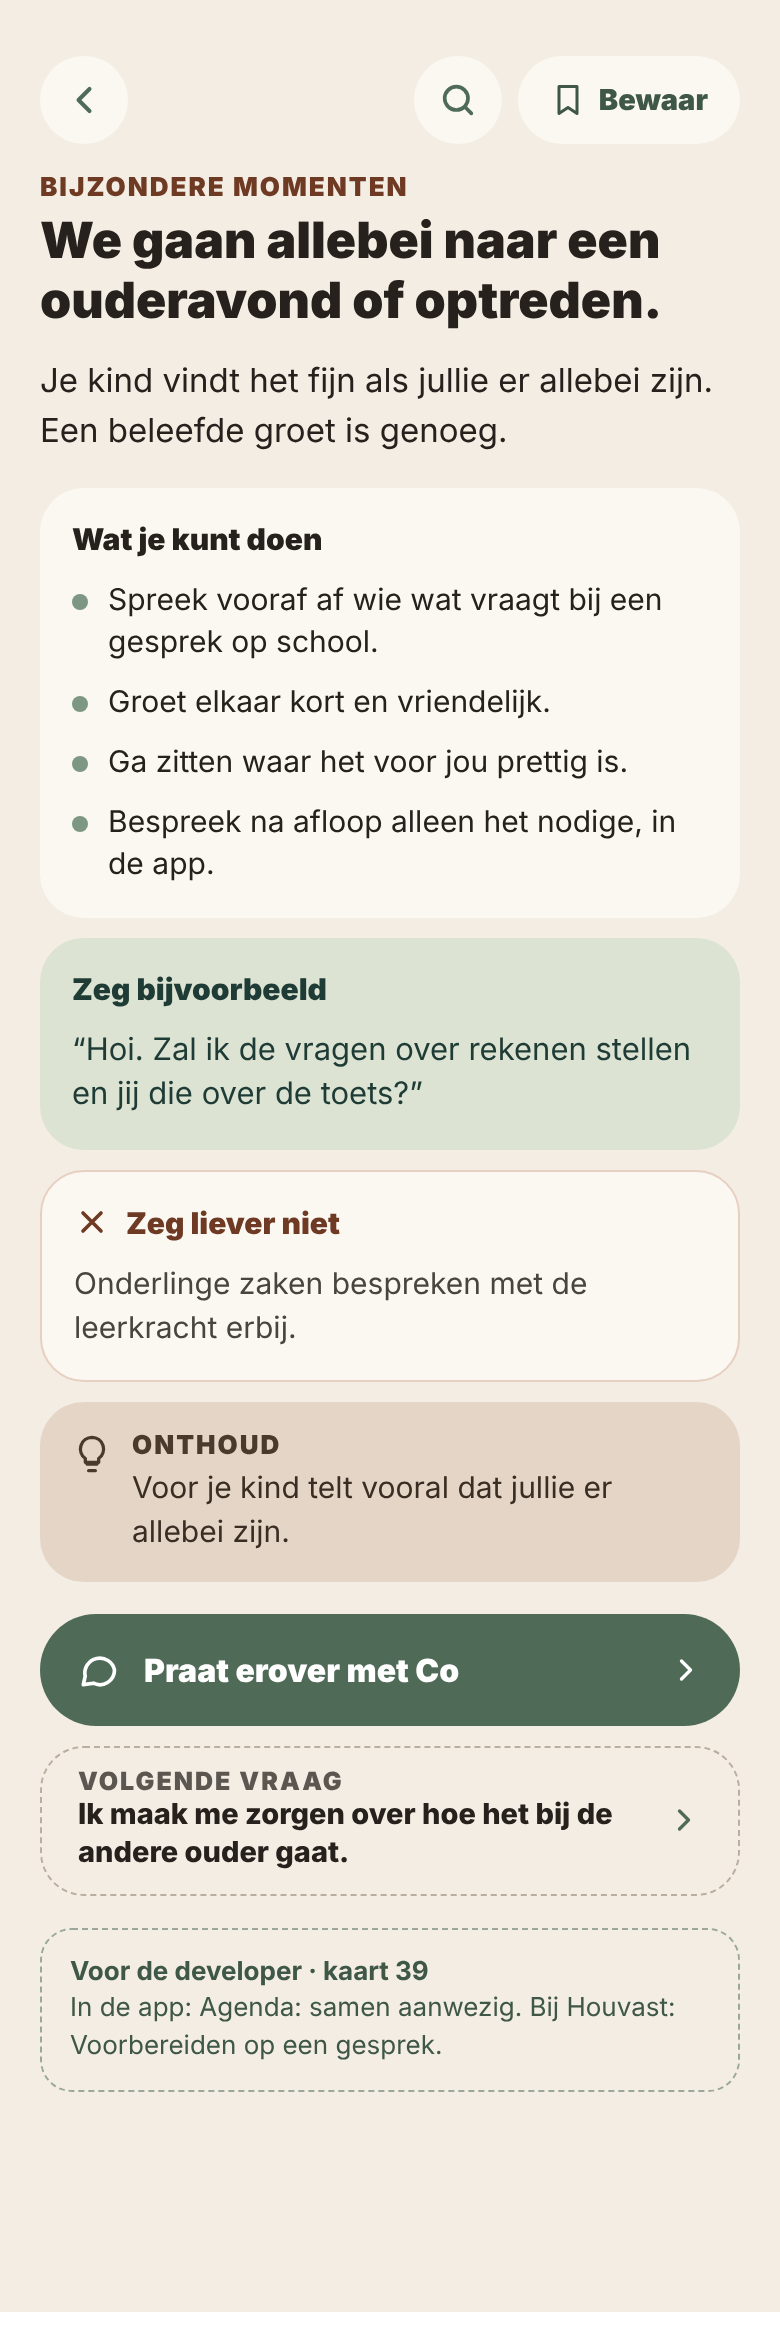 Bewaar
BIJZONDERE MOMENTEN
We gaan allebei naar een
ouderavond of optreden.
Je kind vindt het fijn als jullie er allebei zijn.
Een beleefde groet is genoeg.
Wat je kunt doen
Spreek vooraf af wie wat vraagt bij een
gesprek op school.
Groet elkaar kort en vriendelijk.
Ga zitten waar het voor jou prettig is.
Bespreek na afloop alleen het nodige, in
de app.
Zeg bijvoorbeeld
“Hoi. Zal ik de vragen over rekenen stellen
en jij die over de toets?”
Zeg liever niet
Onderlinge zaken bespreken met de
leerkracht erbij.
ONTHOUD
Voor je kind telt vooral dat jullie er
allebei zijn.
Praat erover met Co
VOLGENDE VRAAG
Ik maak me zorgen over hoe het bij de
andere ouder gaat.
Voor de developer · kaart 39
In de app: Agenda: samen aanwezig. Bij Houvast:
Voorbereiden op een gesprek.